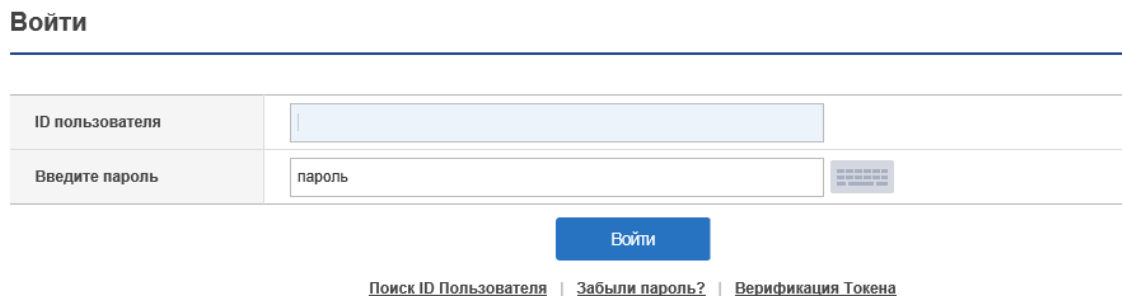 Войти
ID пользователя
Введите пароль
пароль
Войти
Поиск ID Пользователя | Забыли пароль? | Верификация Токена